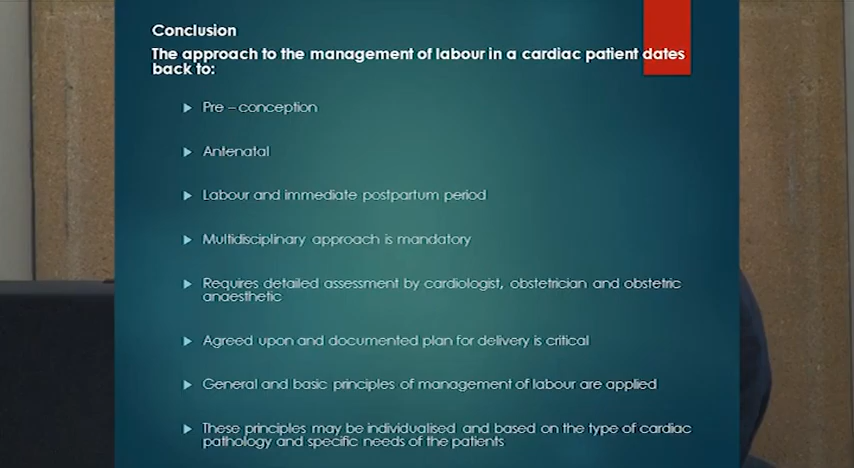 Conclusion
The approach to the management of labour in a cardiac patient dates
back to:
Pre – conception
Antenatal
Labour and immediate postpartum period
Multidisciplinary approach is mandatory
Requires detailed assessment by cardiologist, obstetrician and obstetric
anaesthetic
Agreed upon and documented plan for delivery is critical
General and basic principles of management of labour are applied
These principles may be individualised and based on the type of cardiac
pathology and specific needs of the patients